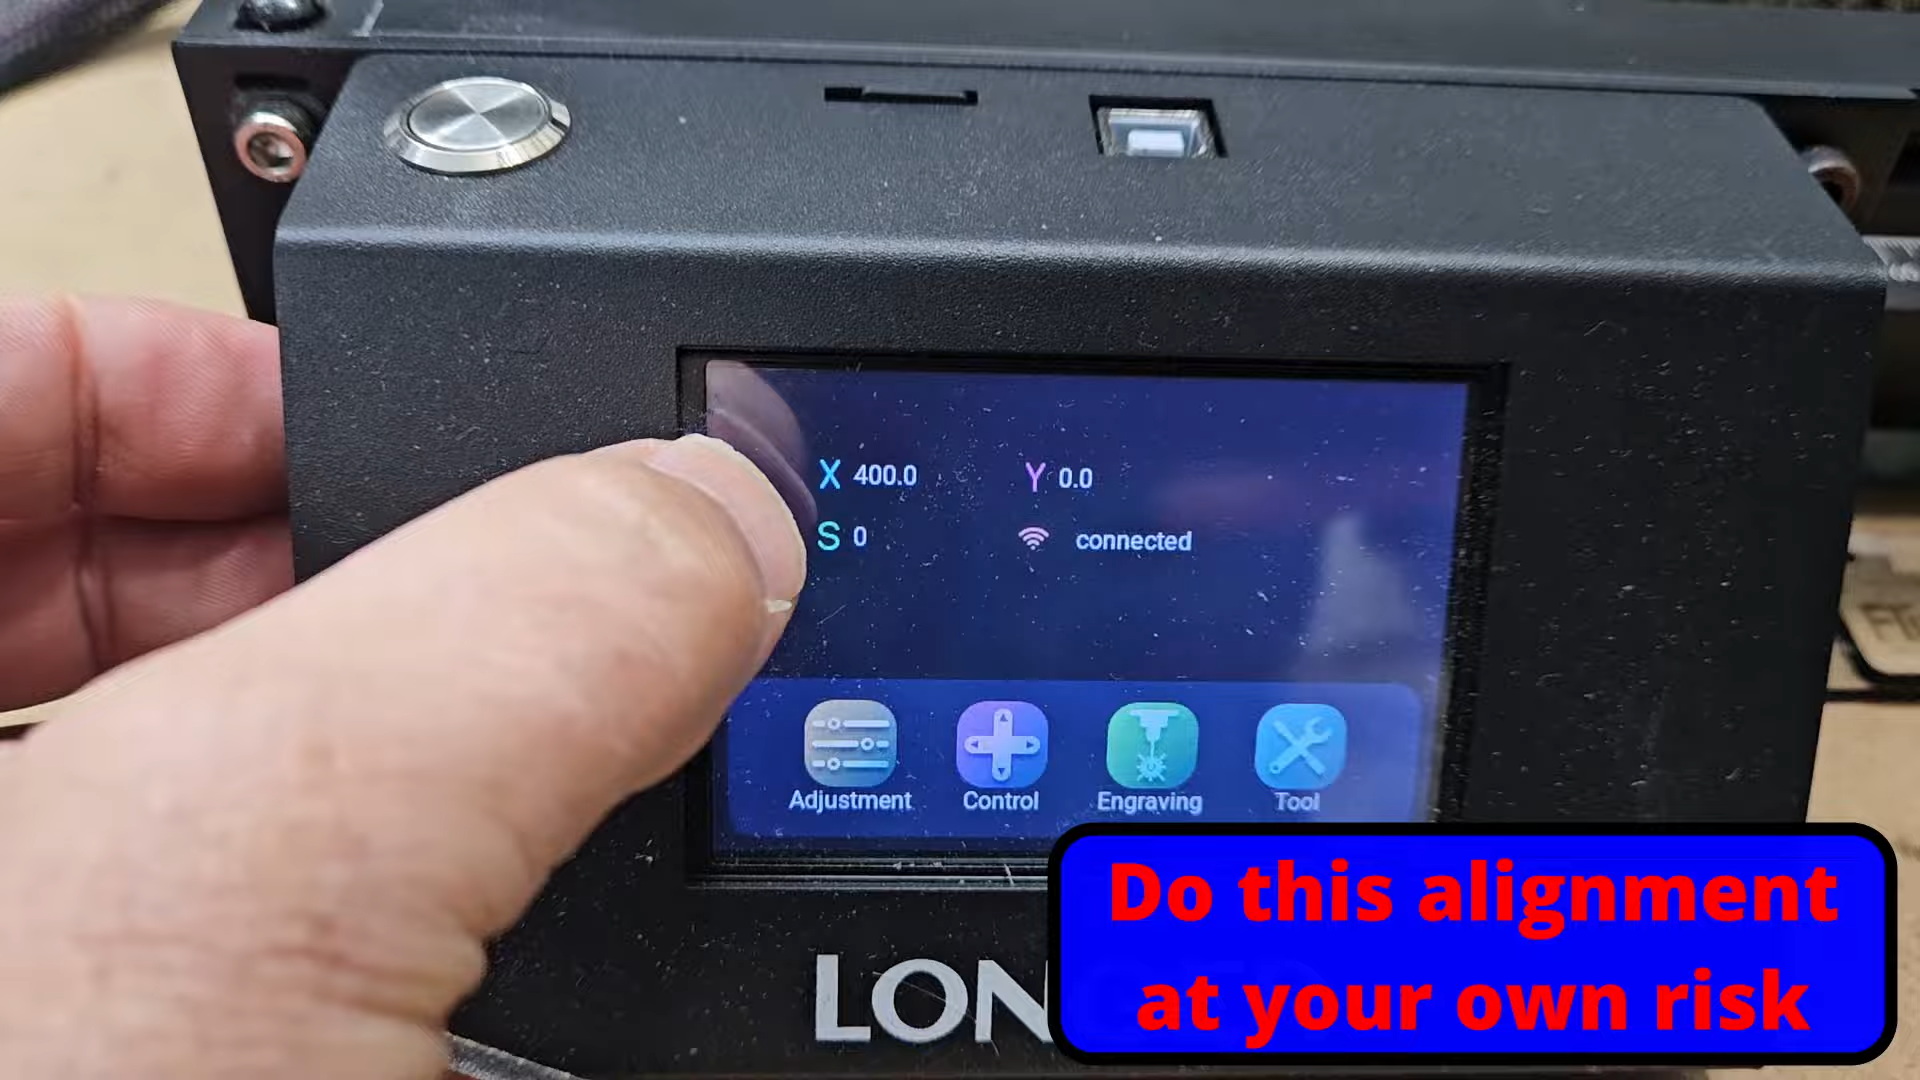 X 400.0 Y 0.0
S 0 connected
Adjustment Control Engraving Tool
LON
Do this alignment
at your own risk